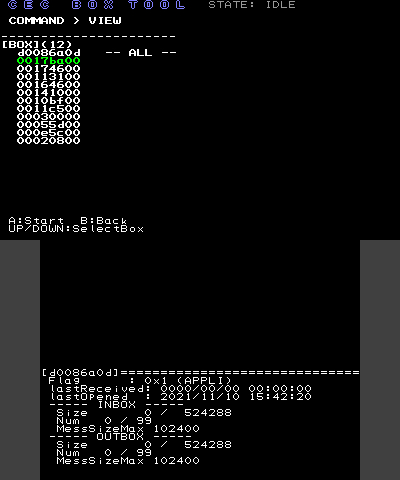 CEC BOX TOOL STATE: IDLE
COMMAND > VIEW
--------------------
[BOX](12)
d0086a0d -- ALL --
0017ba00
00174600
00113100
00164600
00141000
0010bf00
0011c500
00030000
00055d00
000e5c00
00020800
A:Start B:Back
UP/DOWN:SelectBox
[d0086a0d]==============================
Flag : 0x1 (APPLI)
lastReceived: 0000/00/00 00:00:00
lastOpened : 2021/11/10 15:42:20
----- INBOX -----
Size 0 / 524288
Num 0 / 99
MessSizeMax 102400
----- OUTBOX -----
Size 0 / 524288
Num 0 / 99
MessSizeMax 102400